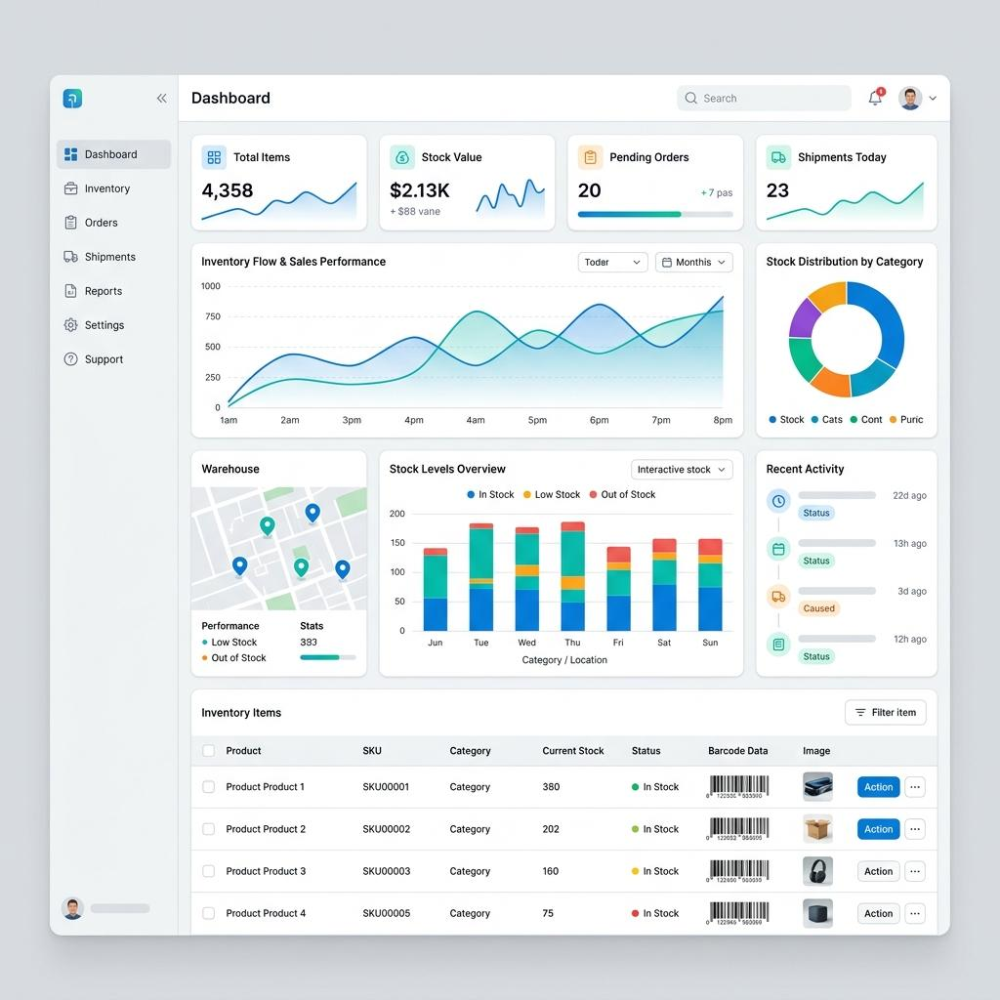 Dashboard
Search
Dashboard
Inventory
Orders
Shipments
Reports
Settings
Support
Total Items
4,358
Stock Value
$2.13K
+ $88 vane
Pending Orders
20
+ 7 pas
Shipments Today
23
Inventory Flow & Sales Performance
Monthis
1000
750
500
250
0
1am 2am 3pm 4pm 4am 5pm 6pm 7pm 8pm
Stock Distribution by Category
Stock Cats Cont Puric
Warehouse
Performance Stats
Low Stock
Out of Stock
Stock Levels Overview
Interactive stock
In Stock Low Stock Out of Stock
200
150
100
50
0
Jun Tue Wed Thu Fri Sat Sun
Category / Location
Recent Activity
22d ago
Status
13h ago
Status
3d ago
Caused
12h ago
Status
Inventory Items
Filter item
Product SKU Category Current Stock Status Barcode Data Image
Product Product 1 SKU00001 Category 380 In Stock Action
Product Product 2 SKU00002 Category 202 In Stock Action
Product Product 3 SKU00003 Category 160 In Stock Action
Product Product 4 SKU00005 Category 75 In Stock Action